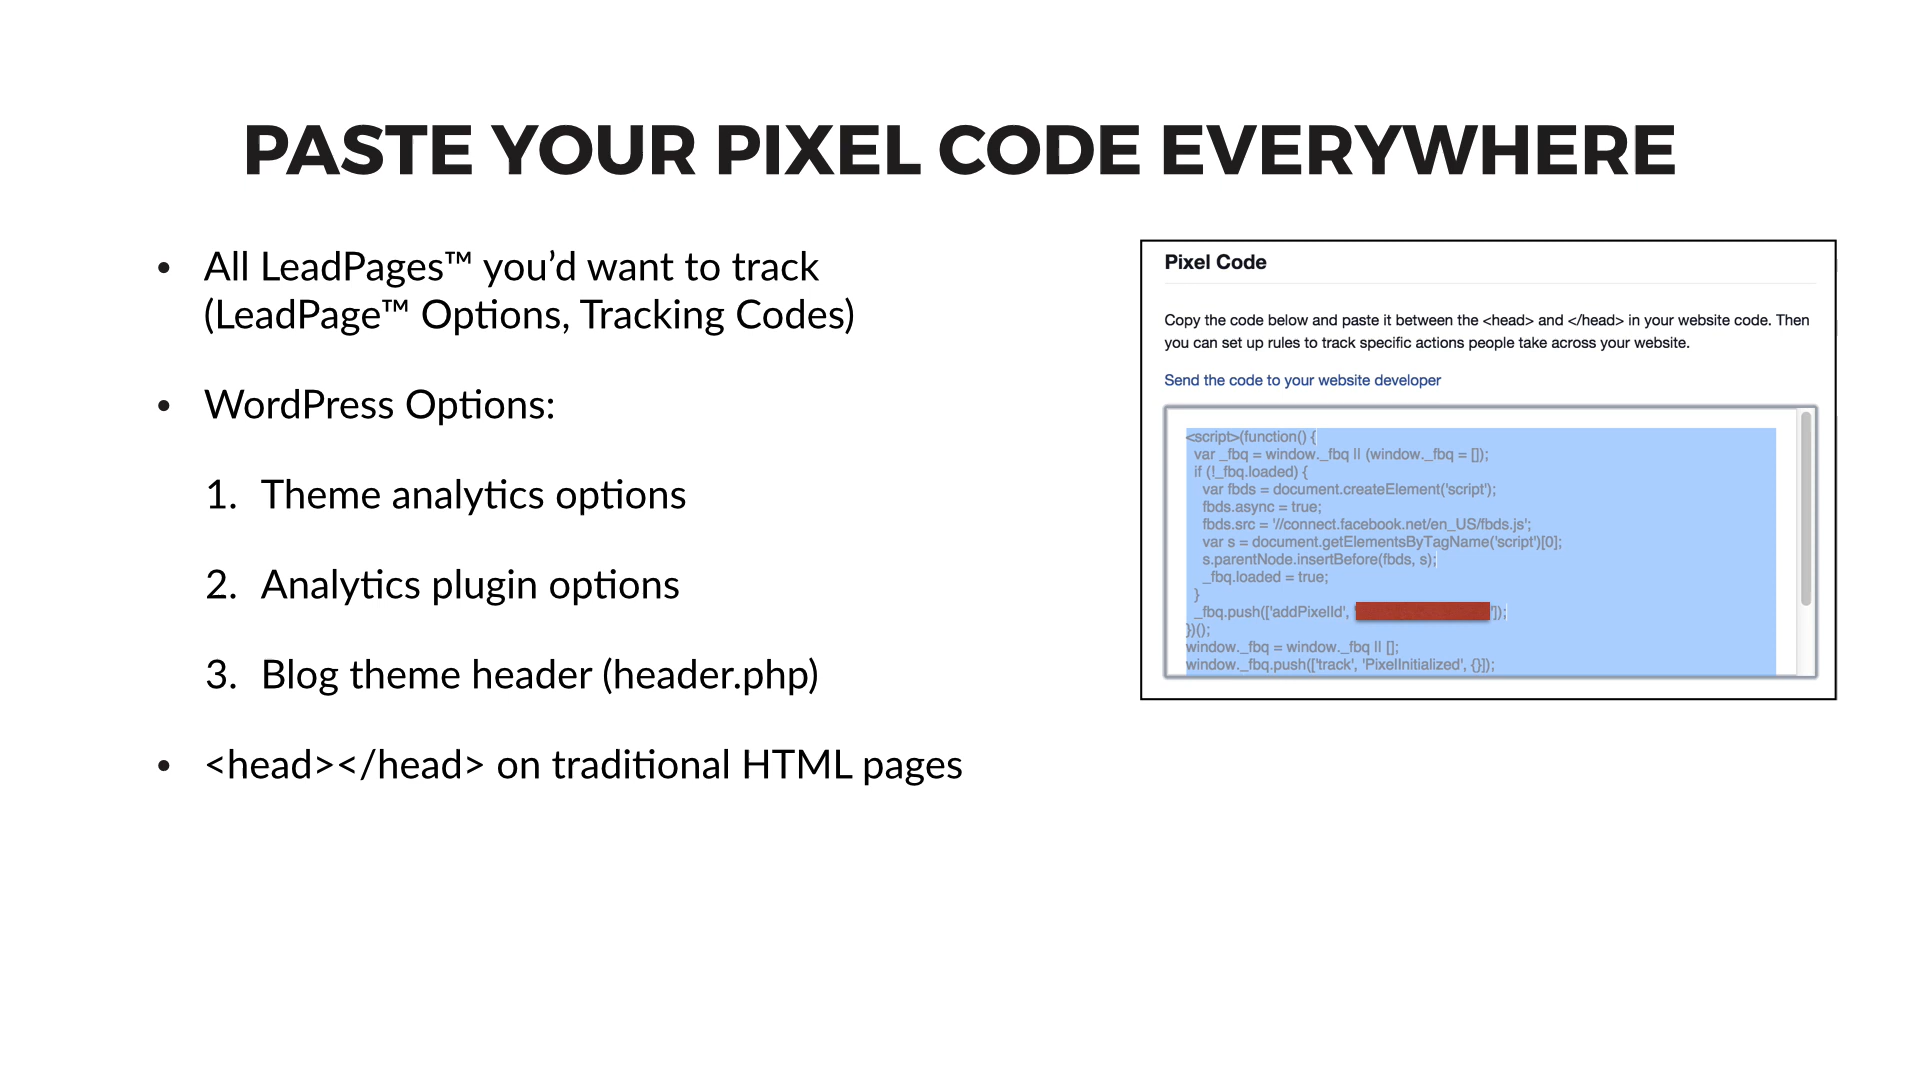 PASTE YOUR PIXEL CODE EVERYWHERE
• All LeadPages™ you’d want to track
(LeadPage™ Options, Tracking Codes)
• WordPress Options:
1. Theme analytics options
2. Analytics plugin options
3. Blog theme header (header.php)
• <head></head> on traditional HTML pages
Pixel Code
Copy the code below and paste it between the <head> and </head> in your website code. Then
you can set up rules to track specific actions people take across your website.
Send the code to your website developer
<script>(function() {
var _fbq = window._fbq || (window._fbq = []);
if (!_fbq.loaded) {
var fbds = document.createElement('script');
fbds.async = true;
fbds.src = '//connect.facebook.net/en_US/fbds.js';
var s = document.getElementsByTagName('script')[0];
s.parentNode.insertBefore(fbds, s);
_fbq.loaded = true;
}
_fbq.push(['addPixelId', ' ']);
})();
window._fbq = window._fbq || [];
window._fbq.push(['track', 'PixelInitialized', {}]);